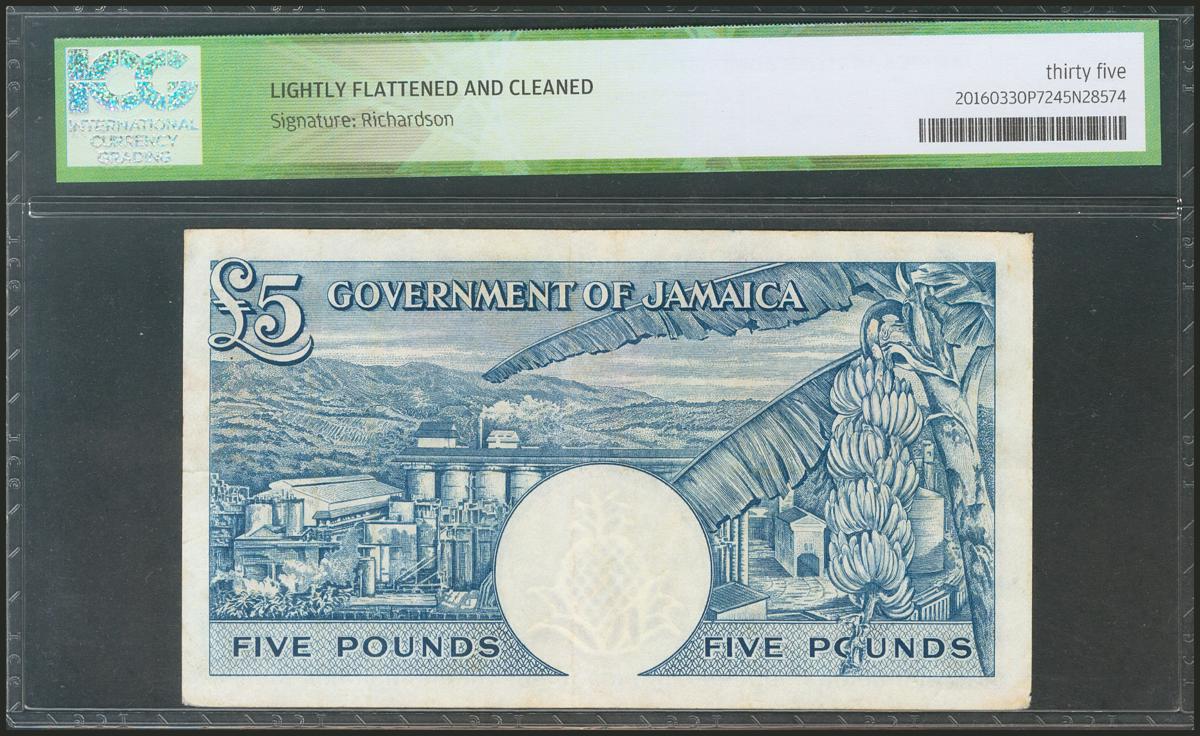 ICG
INTERNATIONAL
CURRENCY
GRADING
LIGHTLY FLATTENED AND CLEANED
Signature: Richardson
thirty five
20160330P7245N28574
£5 GOVERNMENT OF JAMAICA
FIVE POUNDS FIVE POUNDS